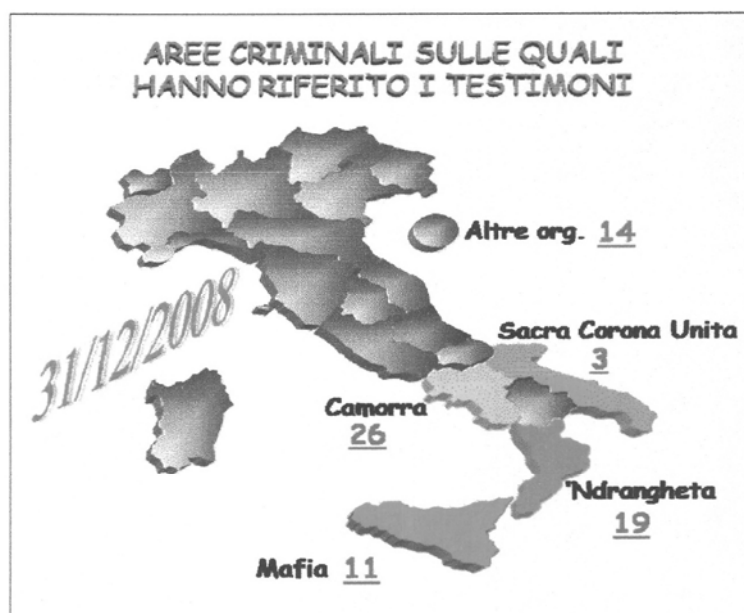 AREE CRIMINALI SULLE QUALI
HANNO RIFERITO I TESTIMONI
Altre org. 14
31/12/2008
Sacra Corona Unita
3
Camorra
26
'Ndrangheta
19
Mafia 11